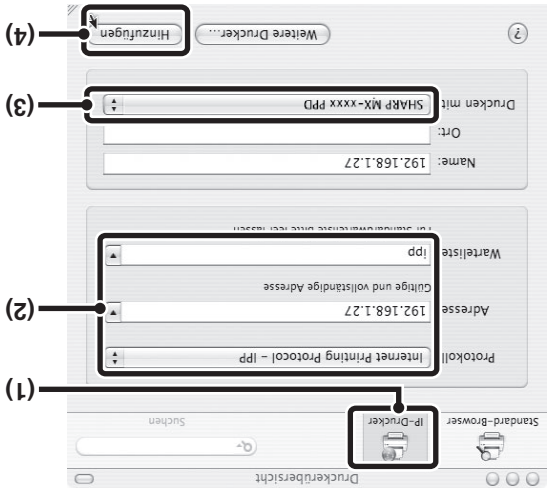 Druckerübersicht
Standard-Browser
IP-Drucker
Suchen
(1)
Protokoll
Internet Printing Protocol – IPP
Adresse
192.168.1.27
(2)
Gültige und vollständige Adresse
Warteliste
ipp
Für Standardwarteliste bitte leer lassen
Name:
192.168.1.27
Ort:
Drucken mit:
SHARP MX-xxxx PPD
(3)
?
Weitere Drucker...
Hinzufügen
(4)